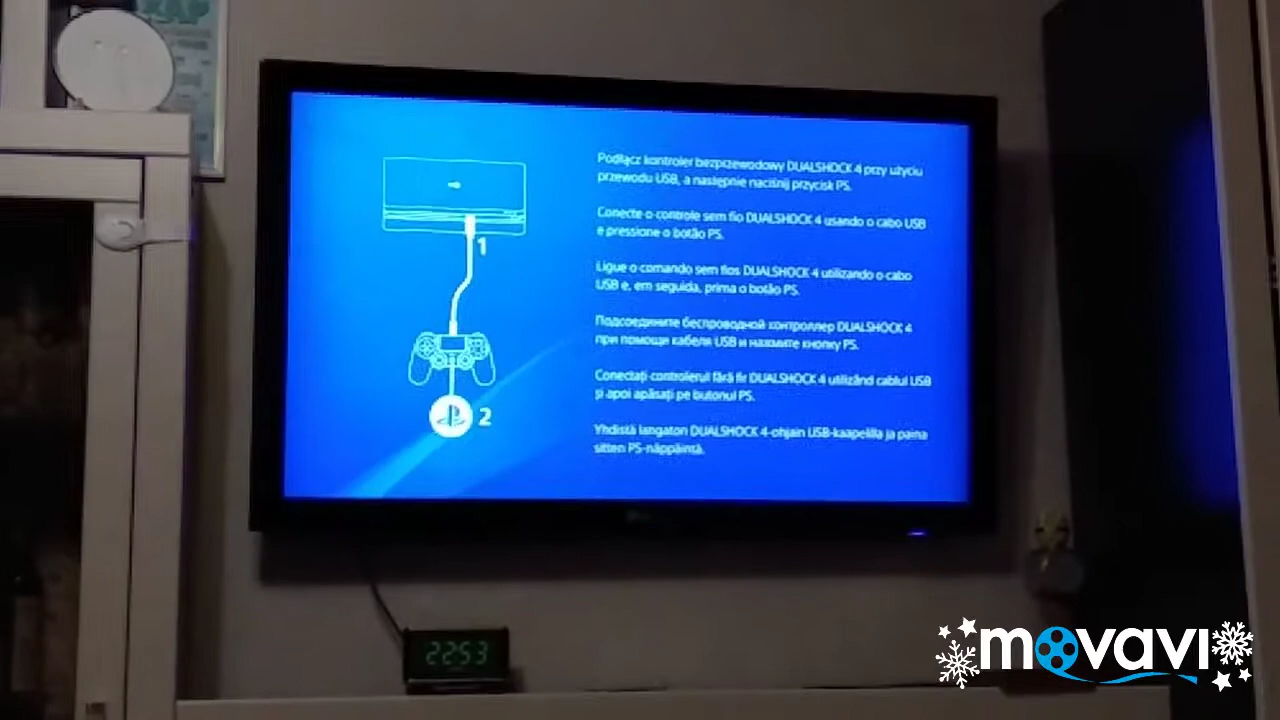 Podłącz kontroler bezprzewodowy DUALSHOCK 4 przy użyciu
przewodu USB, a następnie naciśnij przycisk PS.
Conecte o controle sem fio DUALSHOCK 4 usando o cabo USB
e pressione o botão PS.
Ligue o comando sem fios DUALSHOCK 4 utilizando o cabo
USB e, em seguida, prima o botão PS.
Подсоедините беспроводной контроллер DUALSHOCK 4
при помощи кабеля USB и нажмите кнопку PS.
Conectați controlerul fără fir DUALSHOCK 4 utilizând cablul USB
și apoi apăsați pe butonul PS.
Yhdistä langaton DUALSHOCK 4-ohjain USB-kaapelilla ja paina
sitten PS-näppäintä.
1
2
22:53
movavi